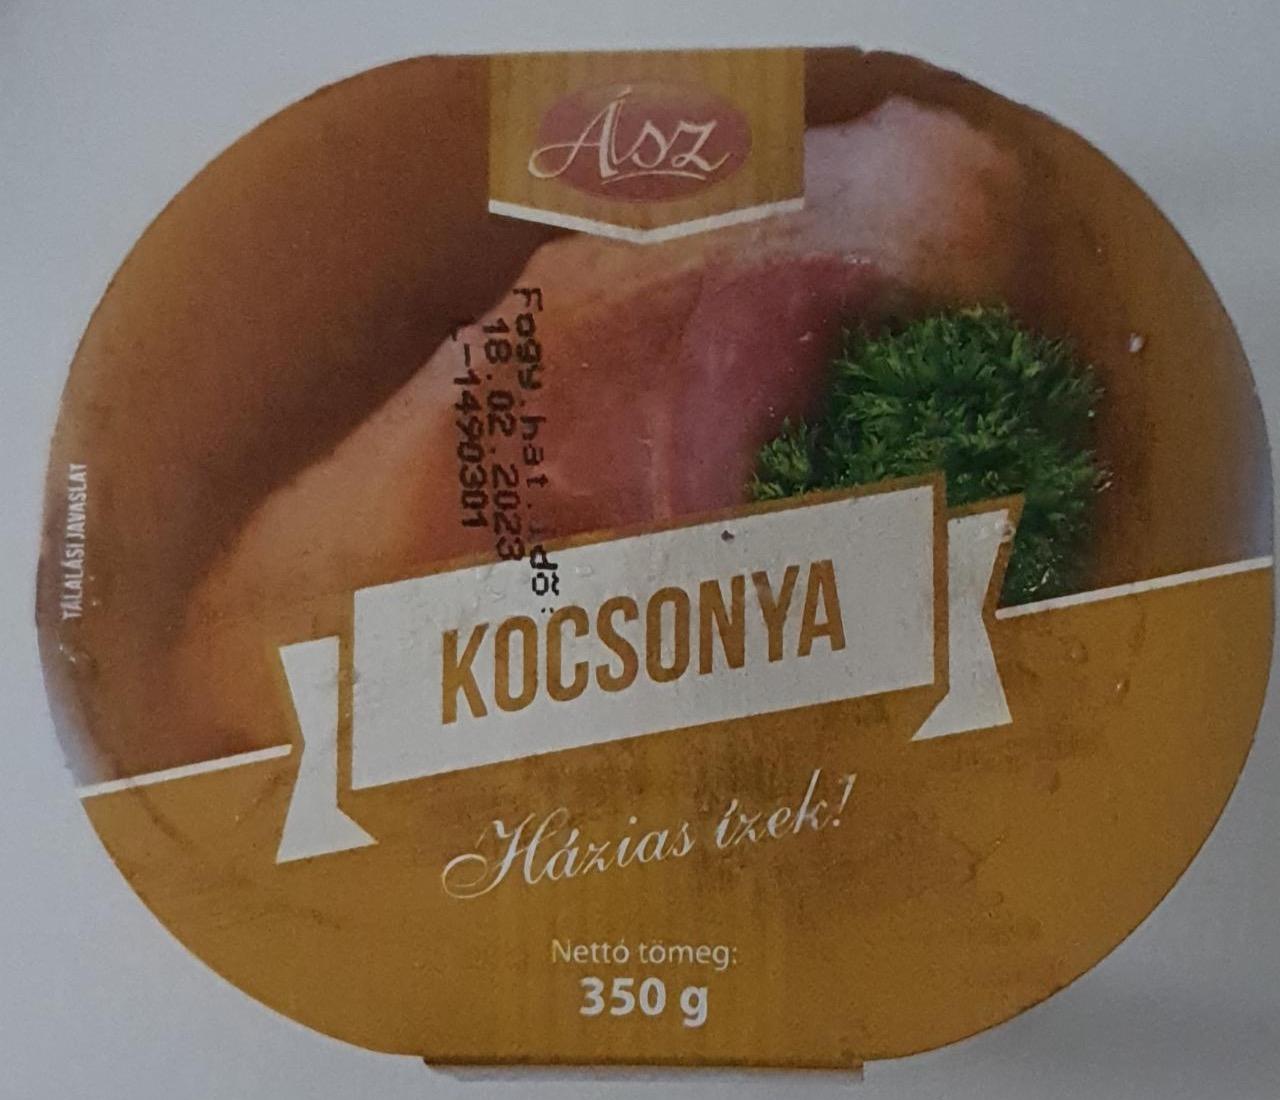 Ász
Fogy.hat. idő:
18.02.2023
L-1490301
TÁLALÁSI JAVASLAT
KOCSONYA
Házias ízek!
Nettó tömeg:
350 g